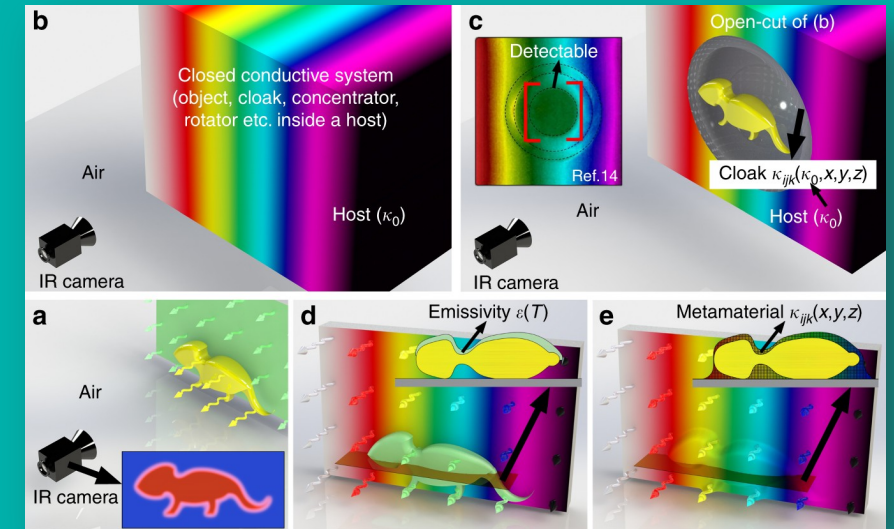 b
Closed conductive system
(object, cloak, concentrator,
rotator etc. inside a host)
Air
Host (κ₀)
IR camera
c
Open-cut of (b)
Detectable
Ref.14
Cloak κᵢⱼₖ(κ₀,x,y,z)
Air
Host (κ₀)
IR camera
a
Air
IR camera
d
Emissivity ε(T)
e
Metamaterial κᵢⱼₖ(x,y,z)